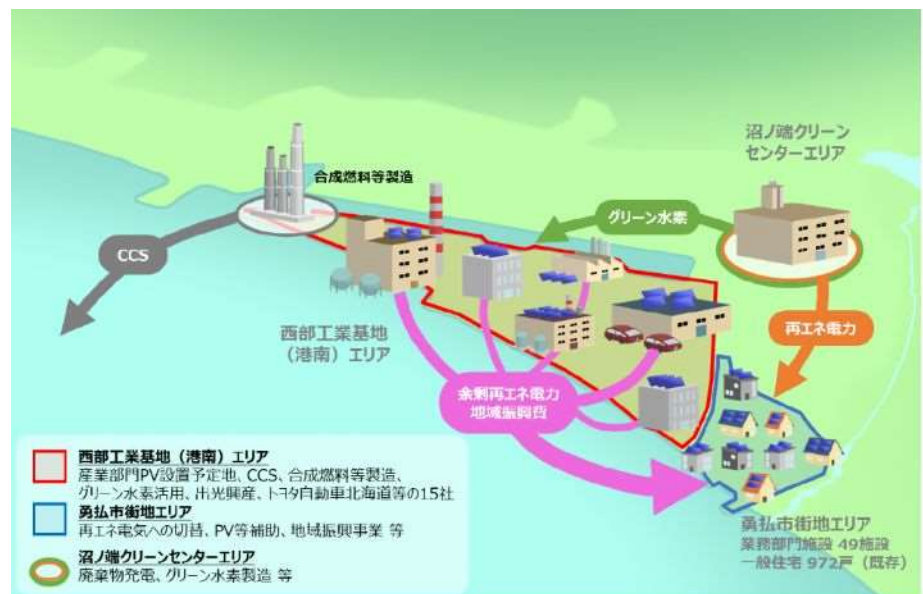 沼ノ端クリーン
センターエリア
合成燃料等製造
グリーン水素
CCS
再エネ電力
西部工業基地
（港南）エリア
余剰再エネ電力
地域振興費
西部工業基地（港南）エリア
産業部門PV設置予定地、CCS、合成燃料等製造、
グリーン水素活用、出光興産、トヨタ自動車北海道等の15社
勇払市街地エリア
再エネ電気への切替、PV等補助、地域振興事業 等
沼ノ端クリーンセンターエリア
廃棄物発電、グリーン水素製造 等
勇払市街地エリア
業務部門施設 49施設
一般住宅 972戸（既存）